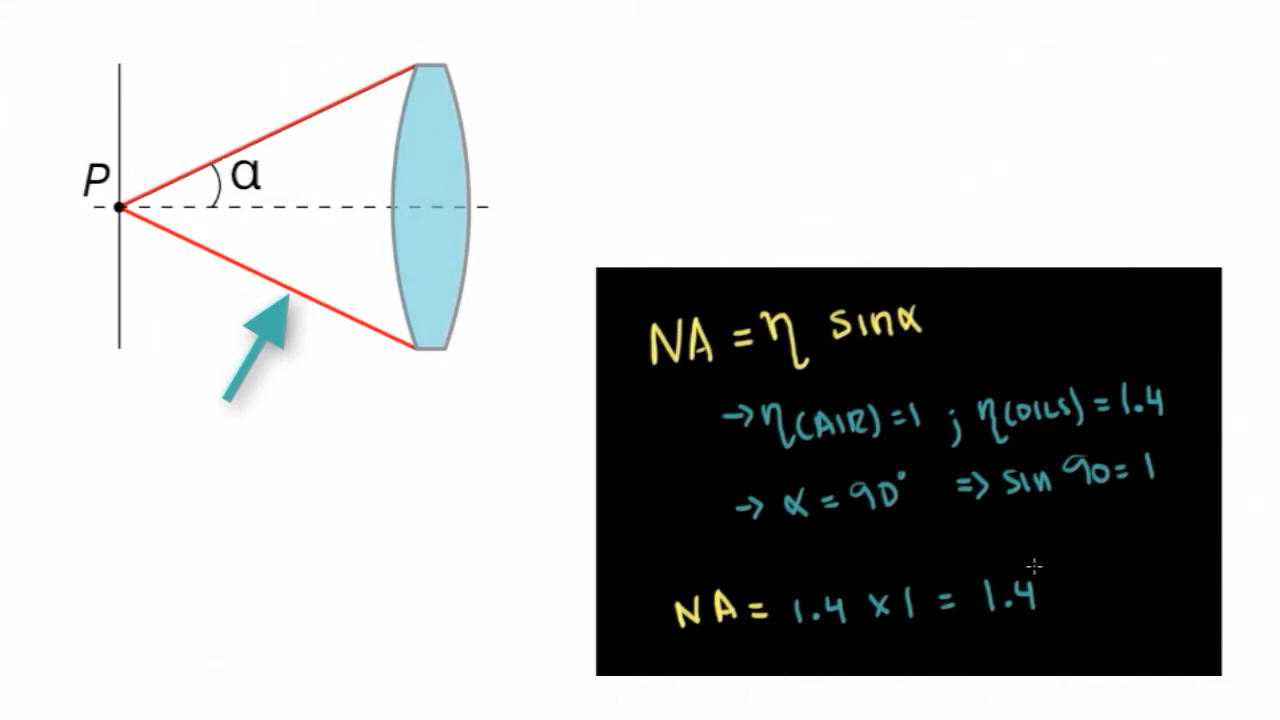 P
α
NA = η sinα
→ η(AIR) = 1 ; η(OILS) = 1.4
→ α = 90° => sin 90 = 1
NA = 1.4 × 1 = 1.4